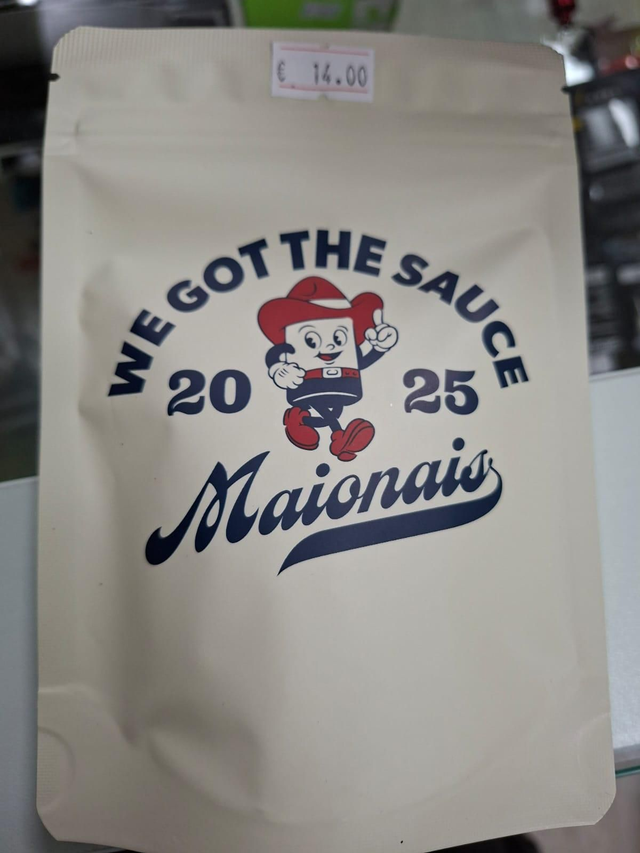 € 14.00
WE GOT THE SAUCE
20 25
Maionais